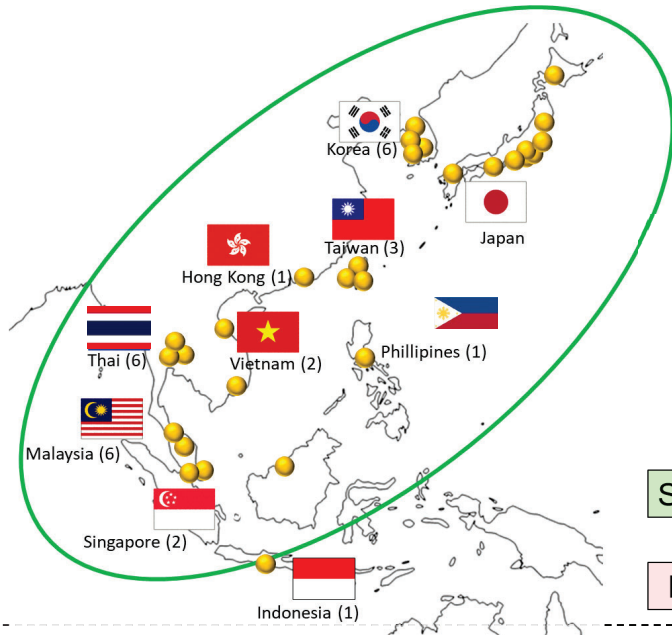 Korea (6)
Japan
Taiwan (3)
Hong Kong (1)
Thai (6)
Vietnam (2)
Phillipines (1)
Malaysia (6)
S
Singapore (2)
Indonesia (1)